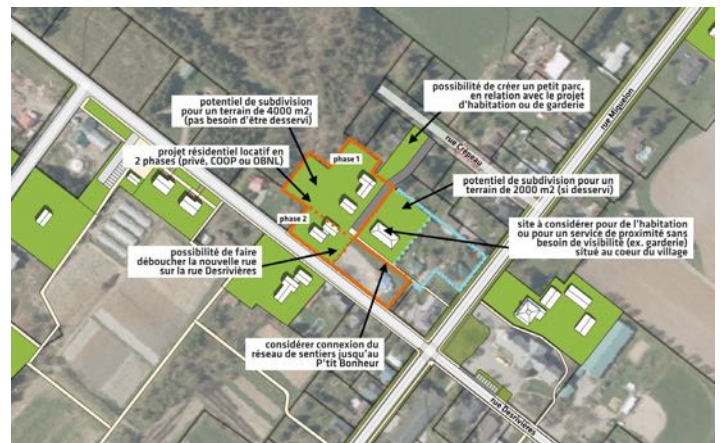 possibilité de créer un petit parc,
en relation avec le projet
d'habitation ou de garderie
potentiel de subdivision
pour un terrain de 4000 m2,
(pas besoin d'être desservi)
rue Miquelon
rue Crépeau
projet résidentiel locatif en
2 phases (privé, COOP ou OBNL)
phase 1
potentiel de subdivision pour un
terrain de 2000 m2 (si desservi)
phase 2
site à considérer pour de l'habitation
ou pour un service de proximité sans
besoin de visibilité (ex. garderie)
situé au coeur du village
possibilité de faire
déboucher la nouvelle rue
sur la rue Desrivières
considérer connexion du
réseau de sentiers jusqu'au
P'tit Bonheur
rue Desrivières